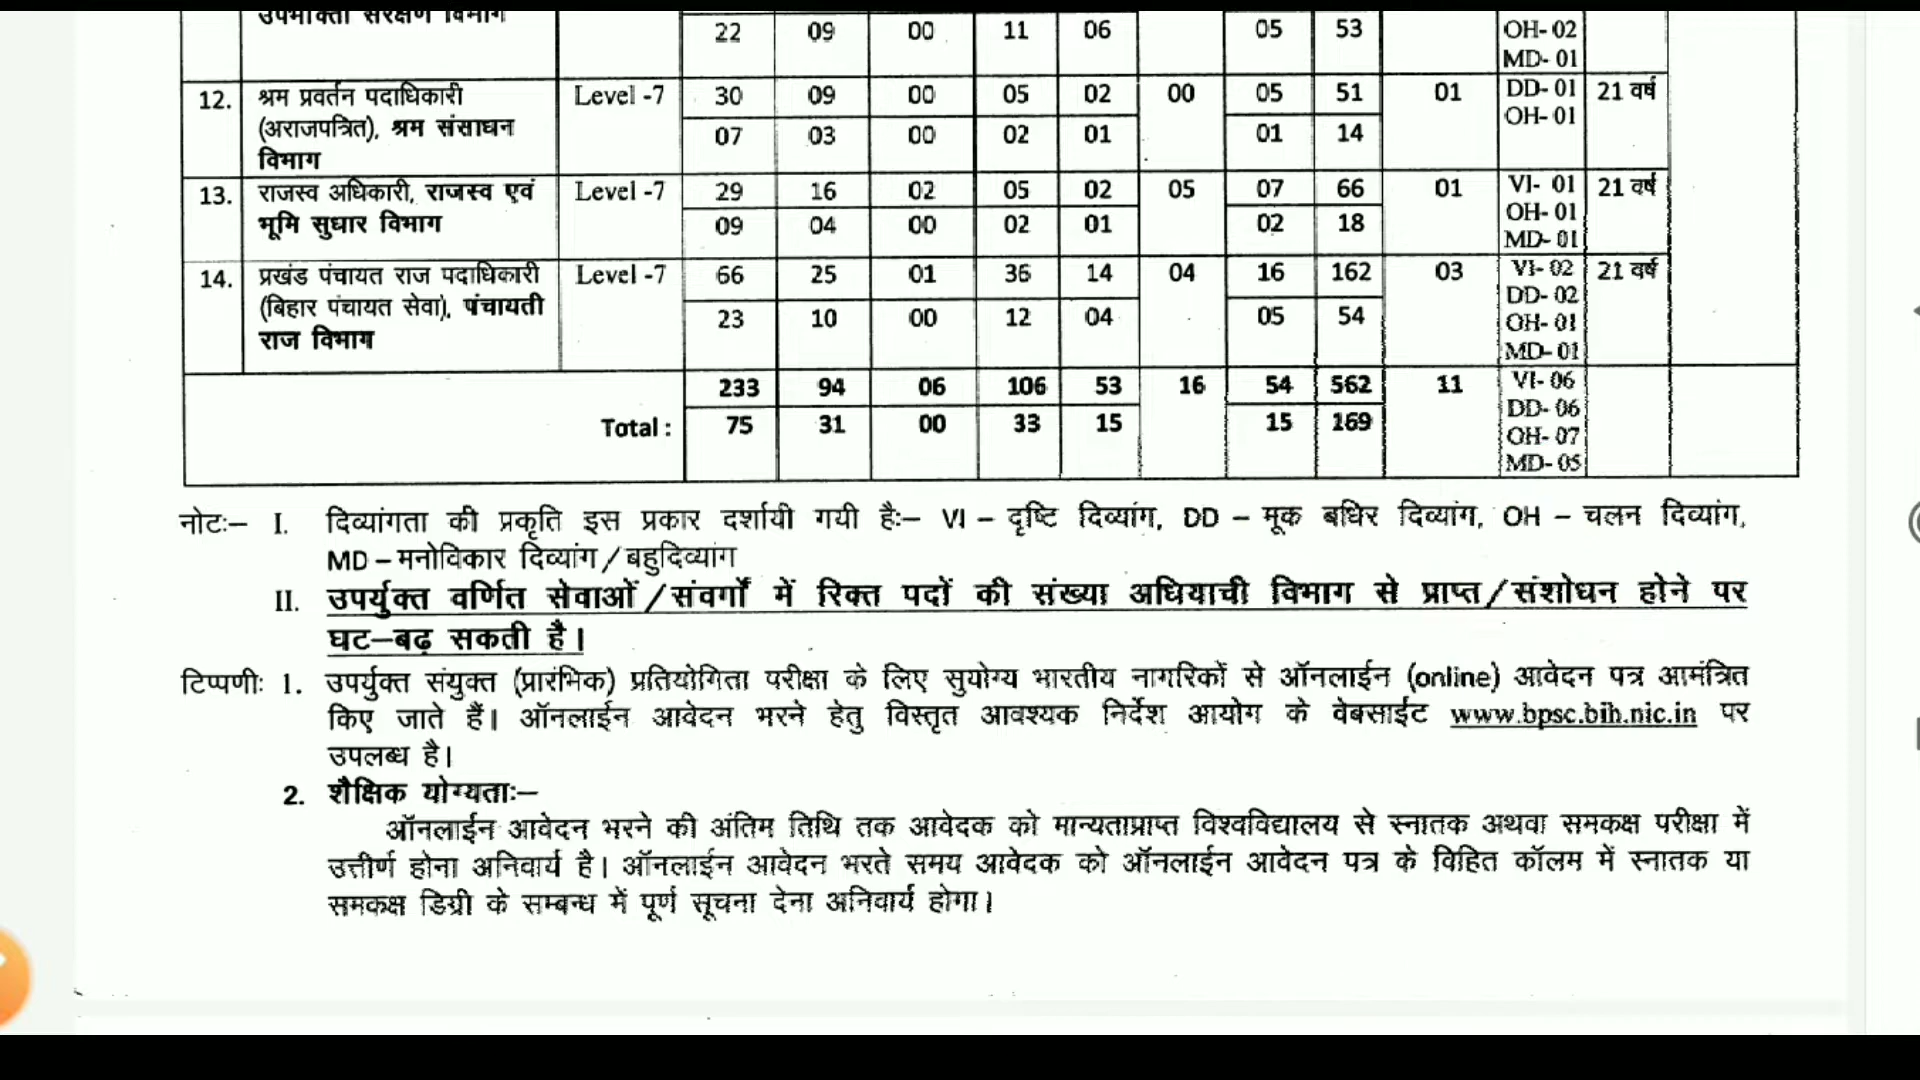 उपभोक्ता संरक्षण विभाग
22 09 00 11 06 05 53 OH- 02
MD- 01
12. श्रम प्रवर्तन पदाधिकारी Level -7 30 09 00 05 02 00 05 51 01 DD- 01 21 वर्ष
(अराजपत्रित), श्रम संसाधन 07 03 00 02 01 01 14 OH- 01
विभाग
13. राजस्व अधिकारी, राजस्व एवं Level -7 29 16 02 05 02 05 07 66 01 VI- 01 21 वर्ष
भूमि सुधार विभाग 09 04 00 02 01 02 18 OH- 01
MD- 01
14. प्रखंड पंचायत राज पदाधिकारी Level -7 66 25 01 36 14 04 16 162 03 VI- 02 21 वर्ष
(बिहार पंचायत सेवा), पंचायती 23 10 00 12 04 05 54 DD- 02
राज विभाग OH- 01
MD- 01
233 94 06 106 53 16 54 562 11 VI- 06
Total : 75 31 00 33 15 15 169 DD- 06
OH- 07
MD- 05
नोटः– I. दिव्यांगता की प्रकृति इस प्रकार दर्शायी गयी हैः– VI – दृष्टि दिव्यांग, DD – मूक बधिर दिव्यांग, OH – चलन दिव्यांग,
MD – मनोविकार दिव्यांग / बहुदिव्यांग
II. उपर्युक्त वर्णित सेवाओं / संवर्गों में रिक्त पदों की संख्या अधियाची विभाग से प्राप्त / संशोधन होने पर
घट–बढ़ सकती है।
टिप्पणीः 1. उपर्युक्त संयुक्त (प्रारंभिक) प्रतियोगिता परीक्षा के लिए सुयोग्य भारतीय नागरिकों से ऑनलाईन (online) आवेदन पत्र आमंत्रित
किए जाते हैं। ऑनलाईन आवेदन भरने हेतु विस्तृत आवश्यक निर्देश आयोग के वेबसाईट www.bpsc.bih.nic.in पर
उपलब्ध है।
2. शैक्षिक योग्यताः–
ऑनलाईन आवेदन भरने की अंतिम तिथि तक आवेदक को मान्यताप्राप्त विश्वविद्यालय से स्नातक अथवा समकक्ष परीक्षा में
उत्तीर्ण होना अनिवार्य है। ऑनलाईन आवेदन भरते समय आवेदक को ऑनलाईन आवेदन पत्र के विहित कॉलम में स्नातक या
समकक्ष डिग्री के सम्बन्ध में पूर्ण सूचना देना अनिवार्य होगा।